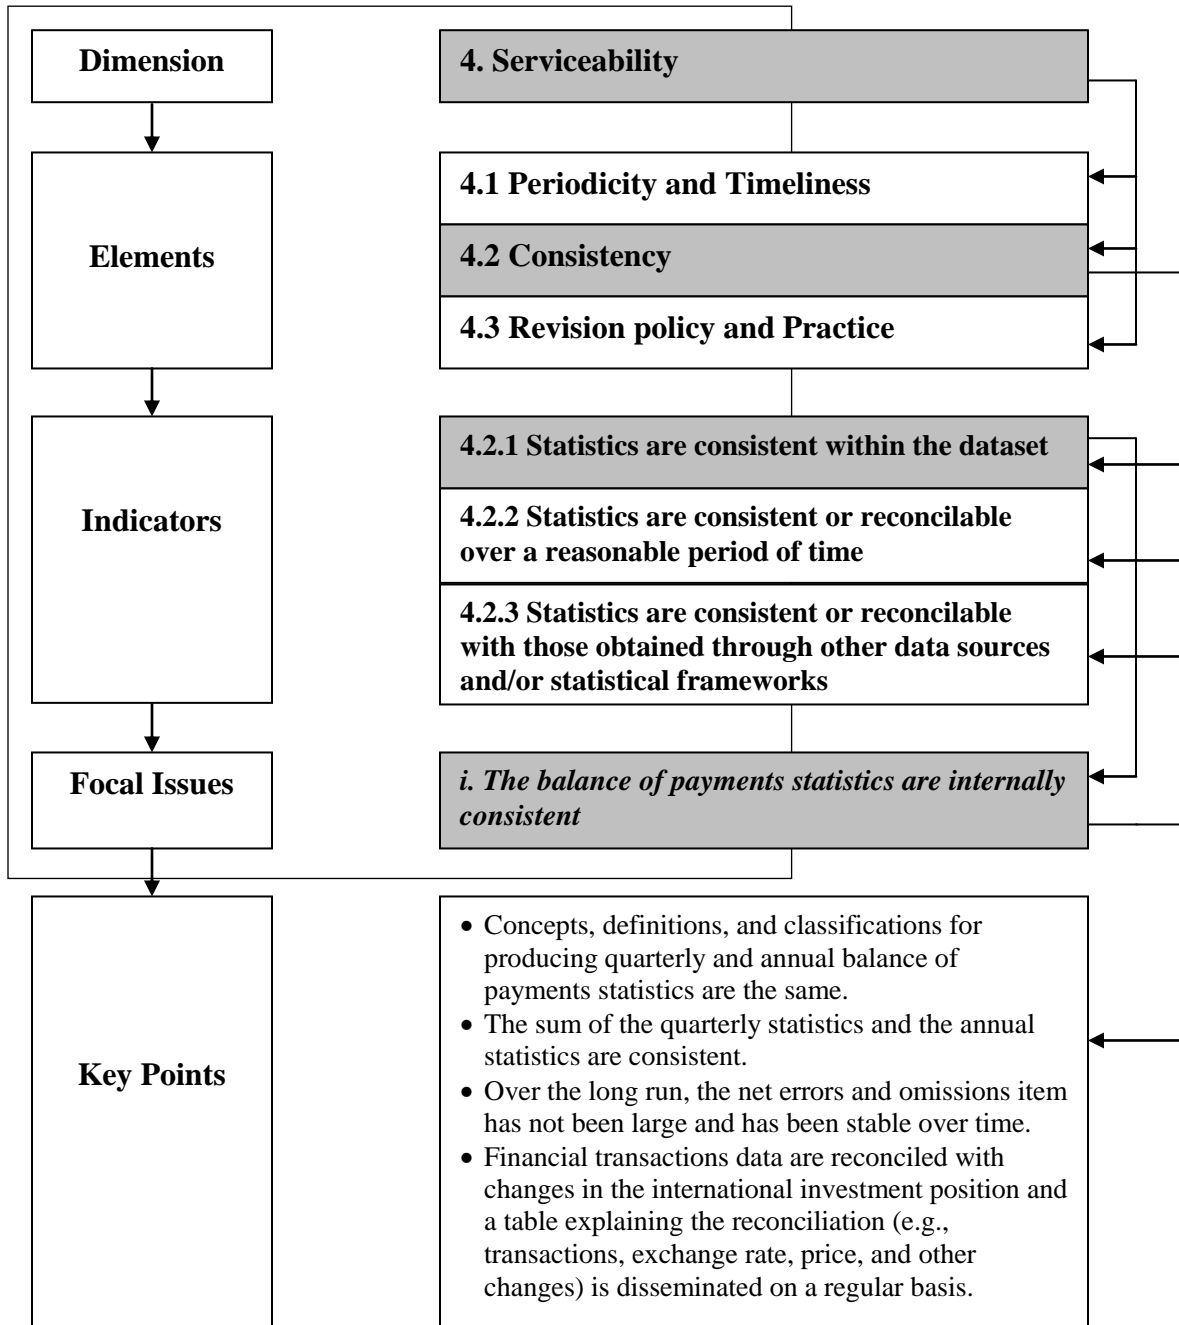 Dimension
4. Serviceability
Elements
4.1 Periodicity and Timeliness
4.2 Consistency
4.3 Revision policy and Practice
Indicators
4.2.1 Statistics are consistent within the dataset
4.2.2 Statistics are consistent or reconcilable
over a reasonable period of time
4.2.3 Statistics are consistent or reconcilable
with those obtained through other data sources
and/or statistical frameworks
Focal Issues
i. The balance of payments statistics are internally
consistent
Key Points
• Concepts, definitions, and classifications for
producing quarterly and annual balance of
payments statistics are the same.
• The sum of the quarterly statistics and the annual
statistics are consistent.
• Over the long run, the net errors and omissions item
has not been large and has been stable over time.
• Financial transactions data are reconciled with
changes in the international investment position and
a table explaining the reconciliation (e.g.,
transactions, exchange rate, price, and other
changes) is disseminated on a regular basis.